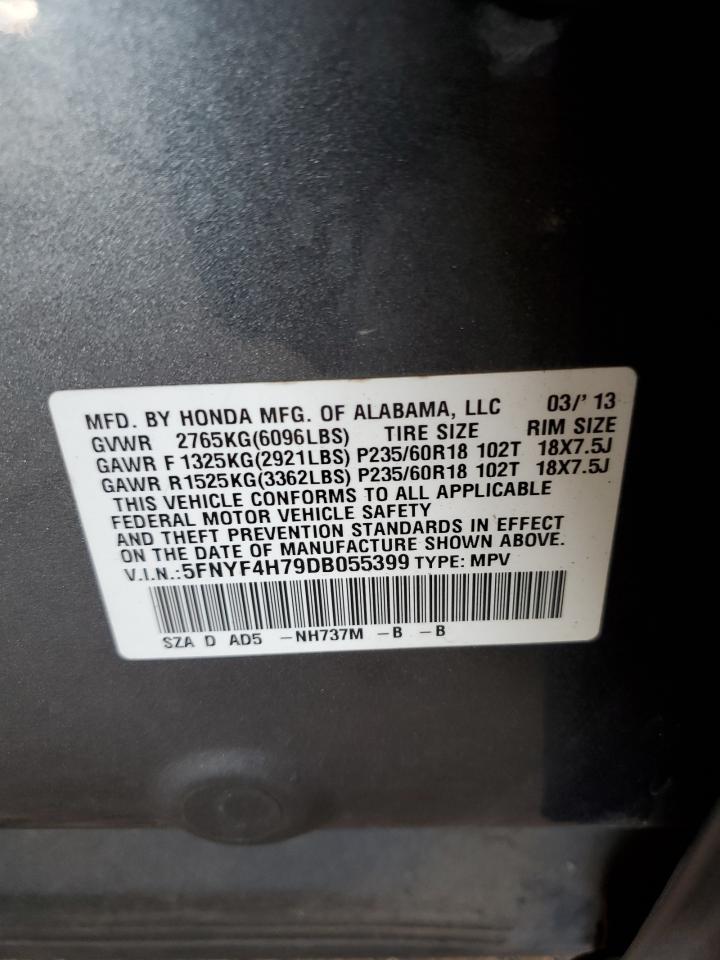 MFD. BY HONDA MFG. OF ALABAMA, LLC 03/' 13
GVWR 2765KG(6096LBS) TIRE SIZE RIM SIZE
GAWR F 1325KG(2921LBS) P235/60R18 102T 18X7.5J
GAWR R1525KG(3362LBS) P235/60R18 102T 18X7.5J
THIS VEHICLE CONFORMS TO ALL APPLICABLE
FEDERAL MOTOR VEHICLE SAFETY
AND THEFT PREVENTION STANDARDS IN EFFECT
ON THE DATE OF MANUFACTURE SHOWN ABOVE.
V.I.N.:5FNYF4H79DB055399 TYPE: MPV
SZA D AD5 -NH737M -B -B